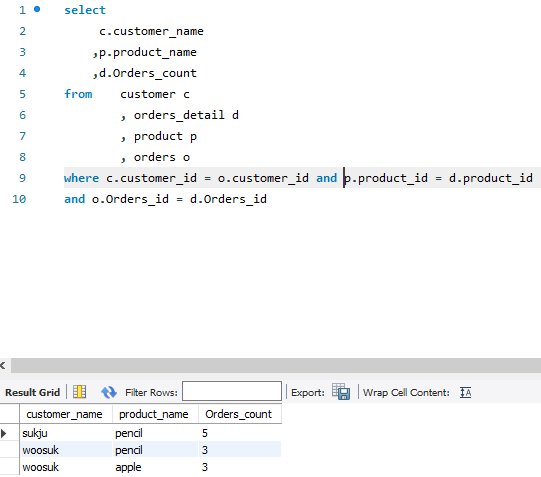 1 select
2 c.customer_name
3 ,p.product_name
4 ,d.Orders_count
5 from customer c
6 , orders_detail d
7 , product p
8 , orders o
9 where c.customer_id = o.customer_id and p.product_id = d.product_id
10 and o.Orders_id = d.Orders_id
Result Grid Filter Rows: Export: Wrap Cell Content: IA
customer_name product_name Orders_count
sukju pencil 5
woosuk pencil 3
woosuk apple 3